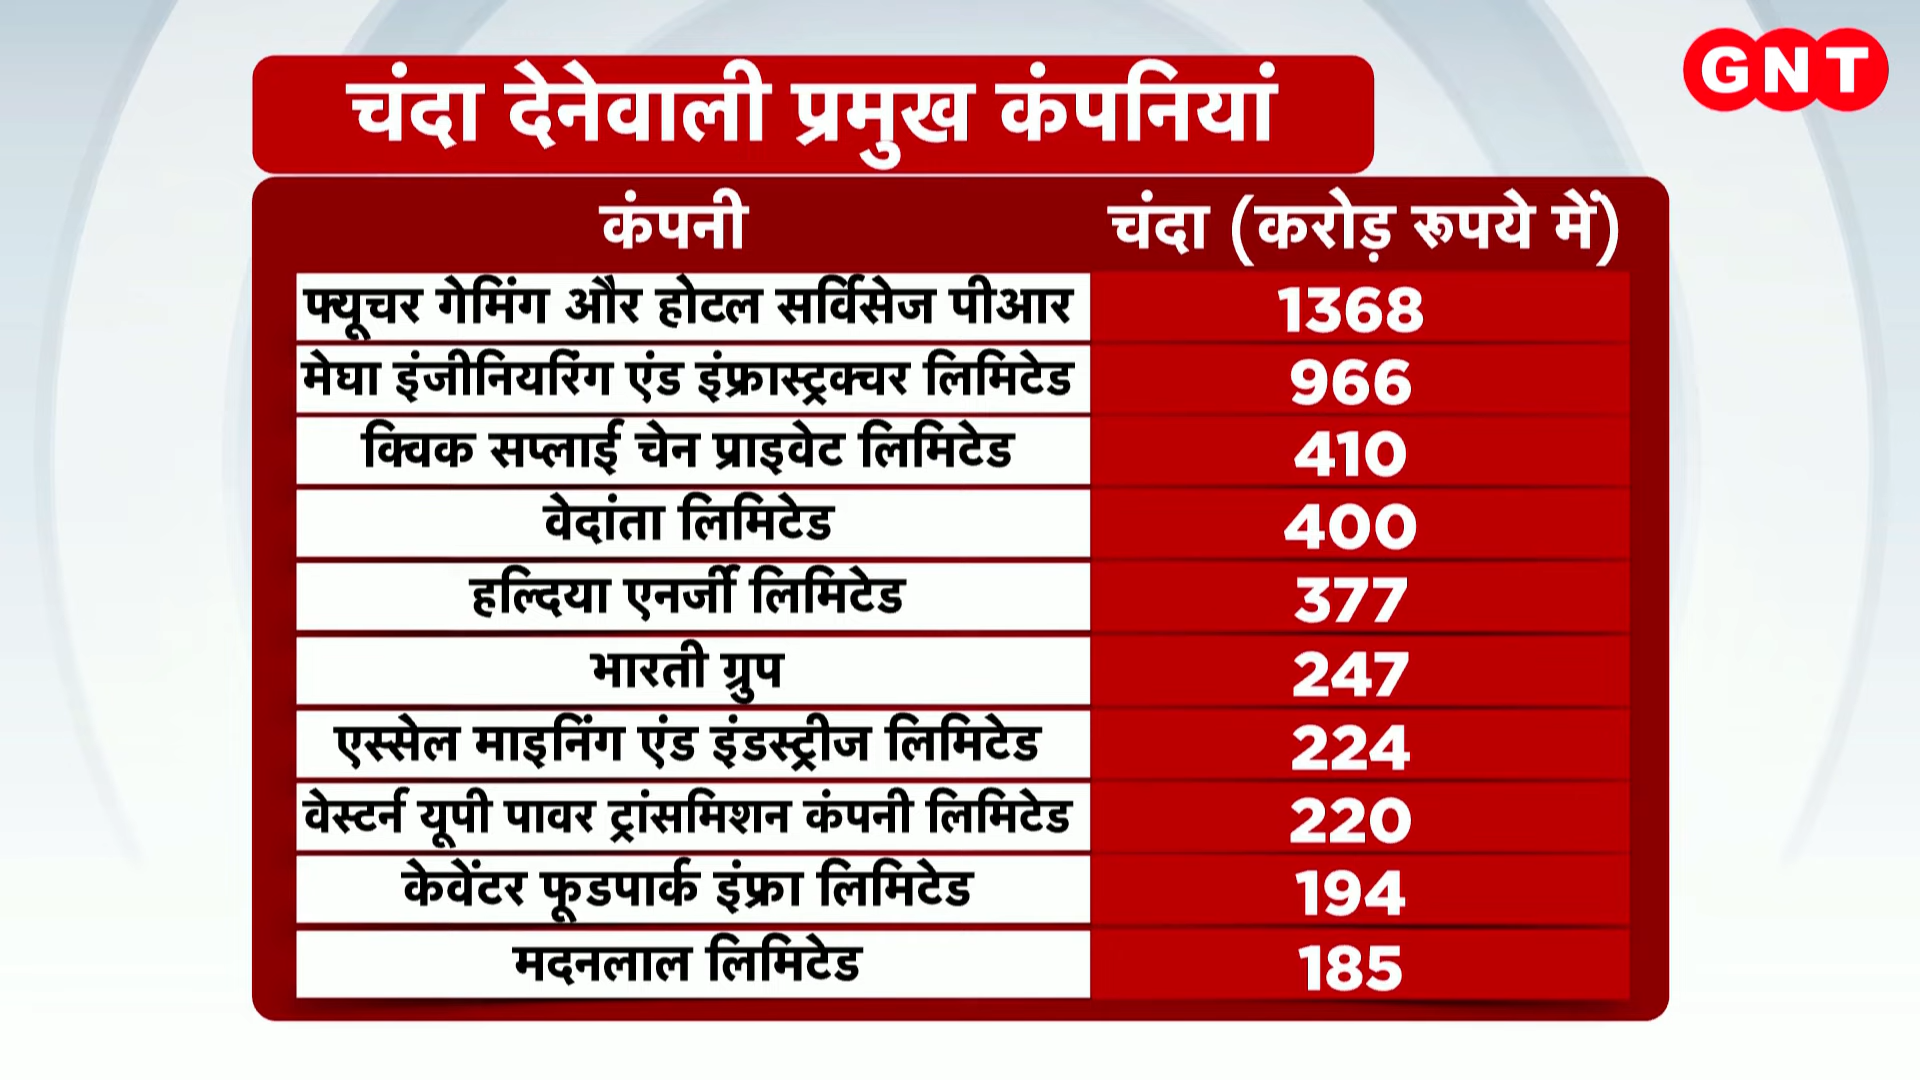 GNT
चंदा देनेवाली प्रमुख कंपनियां
कंपनी चंदा (करोड़ रूपये में)
फ्यूचर गेमिंग और होटल सर्विसेज पीआर 1368
मेघा इंजीनियरिंग एंड इंफ्रास्ट्रक्चर लिमिटेड 966
क्विक सप्लाई चेन प्राइवेट लिमिटेड 410
वेदांता लिमिटेड 400
हल्दिया एनर्जी लिमिटेड 377
भारती ग्रुप 247
एस्सेल माइनिंग एंड इंडस्ट्रीज लिमिटेड 224
वेस्टर्न यूपी पावर ट्रांसमिशन कंपनी लिमिटेड 220
केवेंटर फूडपार्क इंफ्रा लिमिटेड 194
मदनलाल लिमिटेड 185